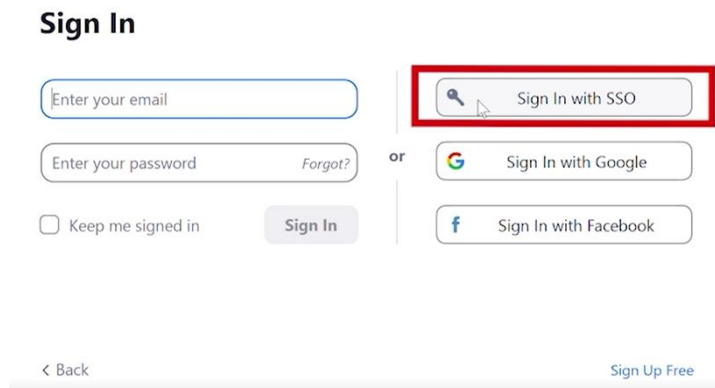 Sign In
Enter your email
Enter your password
Forgot?
Keep me signed in
Sign In
or
Sign In with SSO
Sign In with Google
Sign In with Facebook
< Back
Sign Up Free